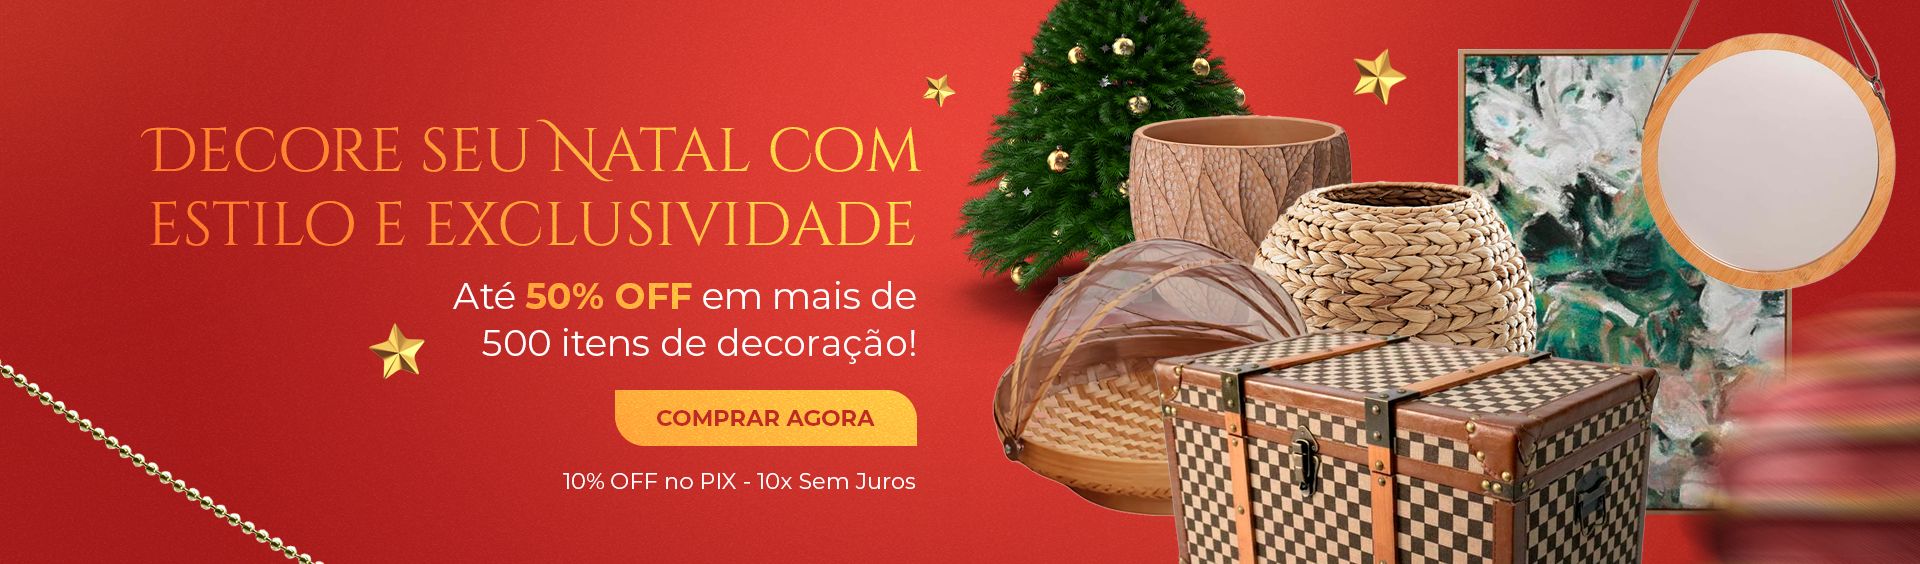 DECORE SEU NATAL COM
ESTILO E EXCLUSIVIDADE
Até 50% OFF em mais de
500 itens de decoração!
COMPRAR AGORA
10% OFF no PIX - 10x Sem Juros